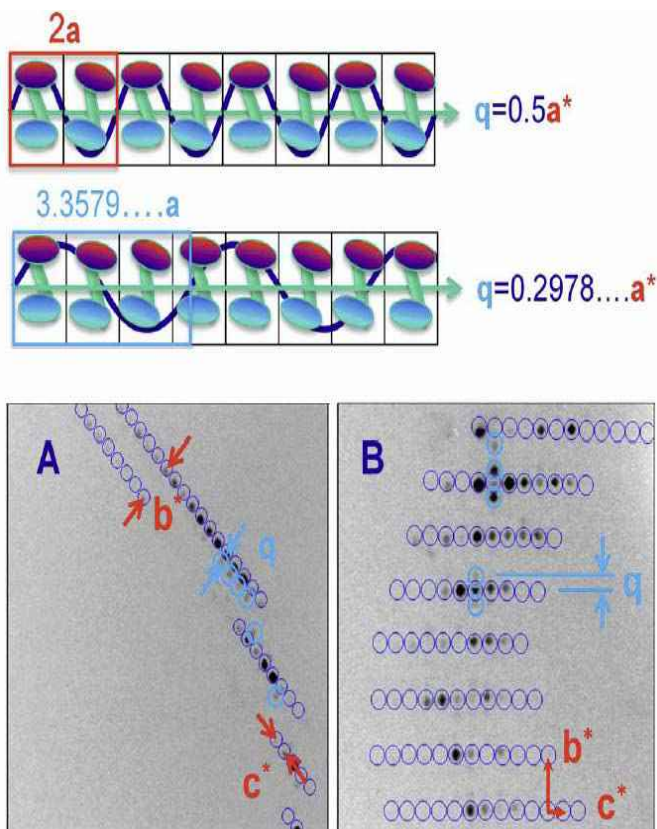 2a
q=0.5a*
3.3579....a
q=0.2978....a*
A
b*
q
c*
B
q
b*
c*